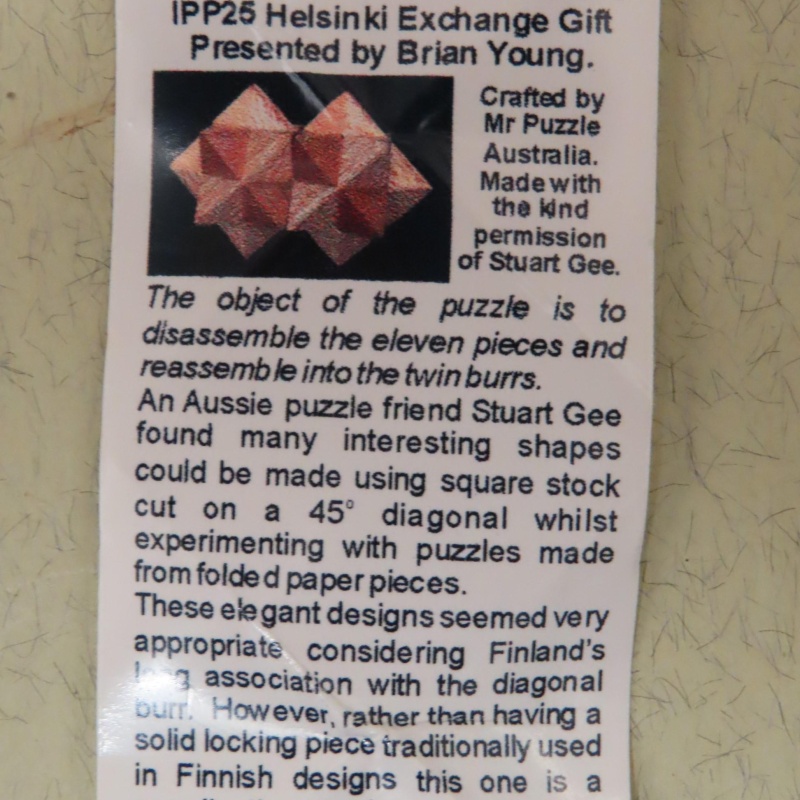 IPP25 Helsinki Exchange Gift
Presented by Brian Young.
Crafted by
Mr Puzzle
Australia.
Made with
the kind
permission
of Stuart Gee.
The object of the puzzle is to
disassemble the eleven pieces and
reassemble into the twin burrs.
An Aussie puzzle friend Stuart Gee
found many interesting shapes
could be made using square stock
cut on a 45° diagonal whilst
experimenting with puzzles made
from folded paper pieces.
These elegant designs seemed very
appropriate considering Finland's
long association with the diagonal
burr. However, rather than having a
solid locking piece traditionally used
in Finnish designs this one is a